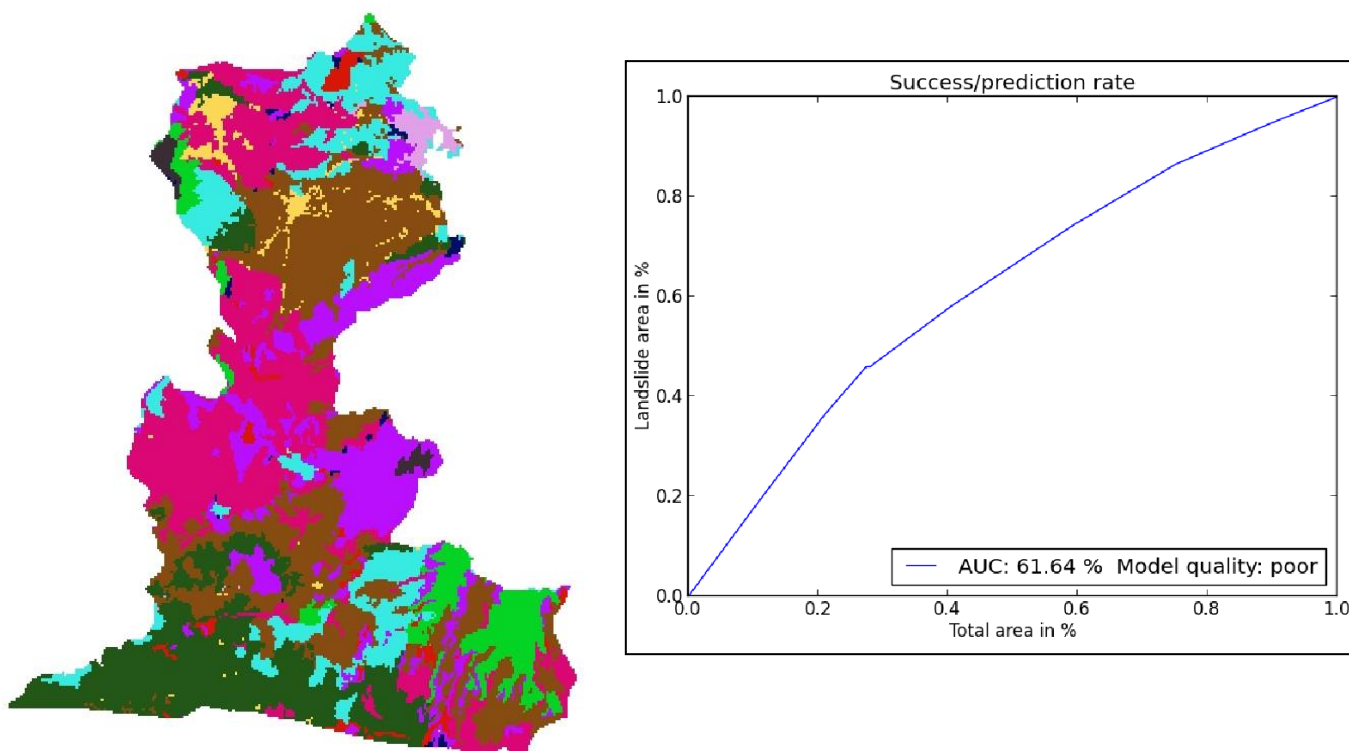 Success/prediction rate
1.0
0.8
0.6
0.4
0.2
0.0
Landslide area in %
AUC: 61.64 % Model quality: poor
0.0 0.2 0.4 0.6 0.8 1.0
Total area in %